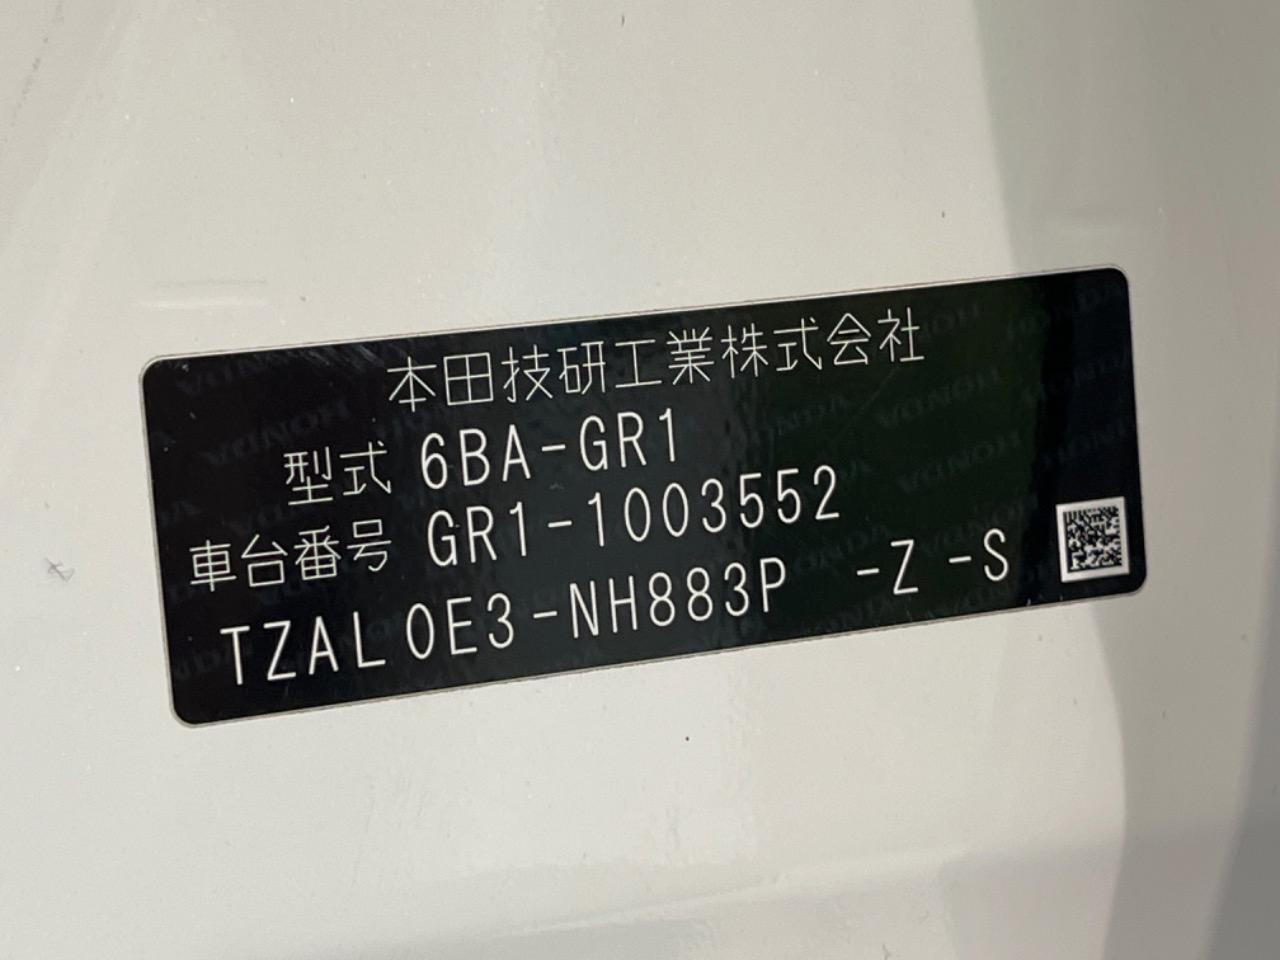 本田技研工業株式会社
型式 6BA-GR1
車台番号 GR1-1003552
TZAL0E3-NH883P -Z -S